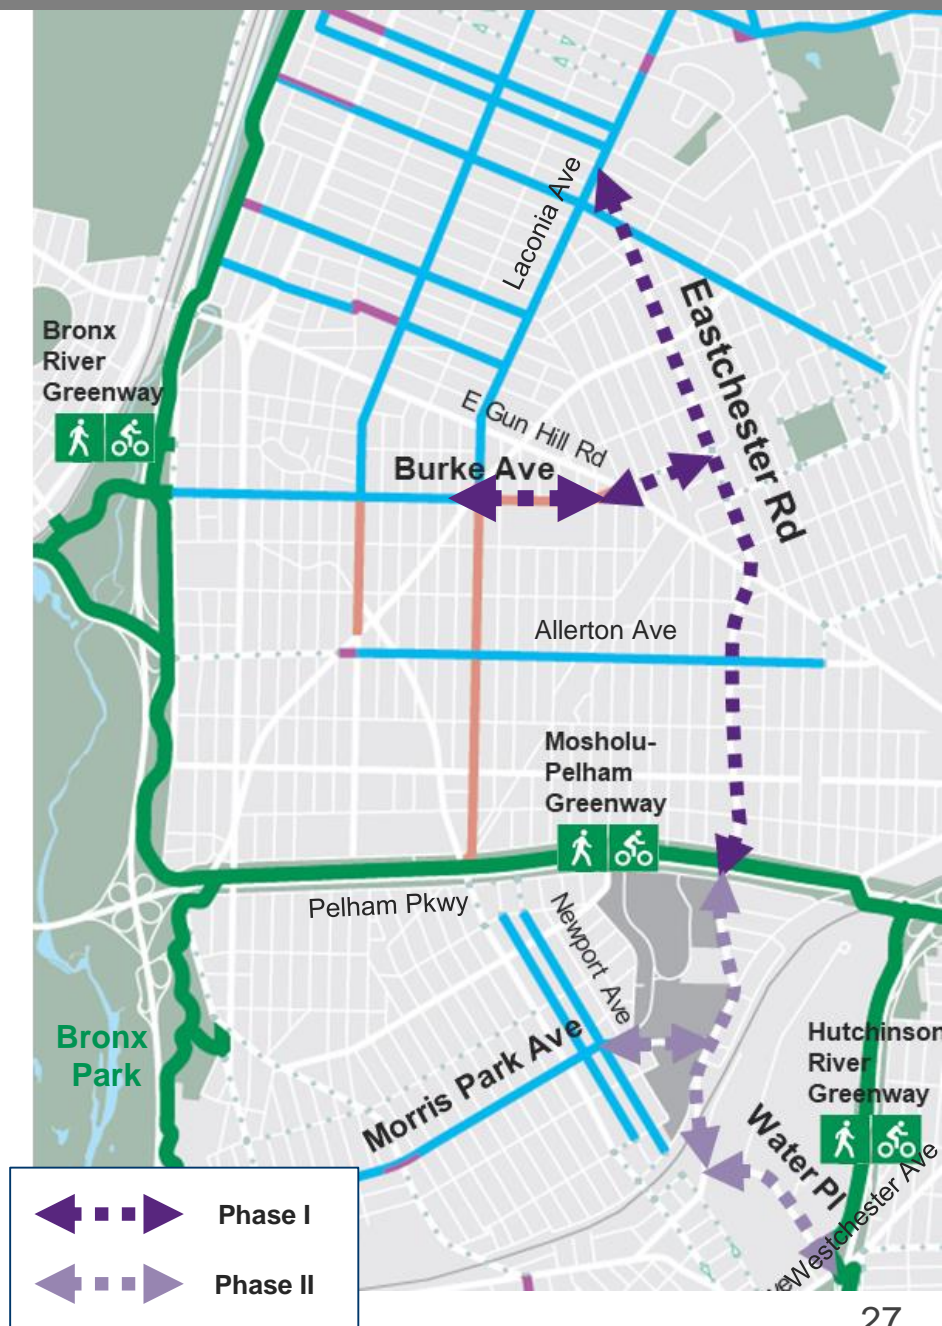 Laconia Ave
Eastchester Rd
Bronx
River
Greenway
E Gun Hill Rd
Burke Ave
Allerton Ave
Mosholu-
Pelham
Greenway
Pelham Pkwy
Newport Ave
Bronx
Park
Morris Park Ave
Hutchinson
River
Greenway
Water Pl
Westchester Ave
ve
Phase I
Phase II
27